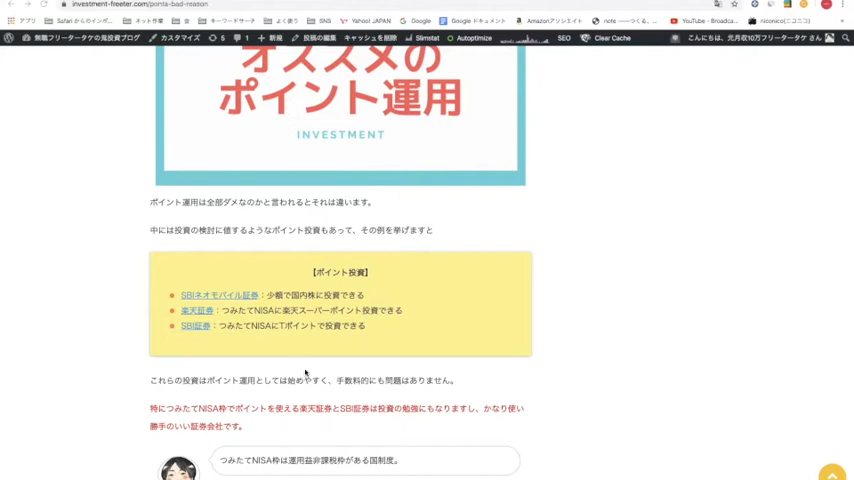 investment-freeter.com/ponta-bad-reason
アプリ Safari からのインポ... ネット作業 金 キーワードサーチ よく使う SNS Yahoo! JAPAN Google Google ドキュメント Amazonアソシエイト note ――つくる、... YouTube - Broadca... niconico(ニコニコ)
無職フリータータケの鬼投資ブログ カスタマイズ 5 1 新規 投稿の編集 キャッシュを削除 Slimstat Autoptimize SEO Clear Cache こんにちは、元月収10万フリータータケ さん
オススメの
ポイント運用
INVESTMENT
ポイント運用は全部ダメなのかと言われるとそれは違います。
中には投資の検討に値するようなポイント投資もあって、その例を挙げますと
【ポイント投資】
SBIネオモバイル証券：少額で国内株に投資できる
楽天証券：つみたてNISAに楽天スーパーポイント投資できる
SBI証券：つみたてNISAにTポイントで投資できる
これらの投資はポイント運用としては始めやすく、手数料的にも問題はありません。
特につみたてNISA枠でポイントを使える楽天証券とSBI証券は投資の勉強にもなりますし、かなり使い
勝手のいい証券会社です。
つみたてNISA枠は運用益非課税枠がある国制度。